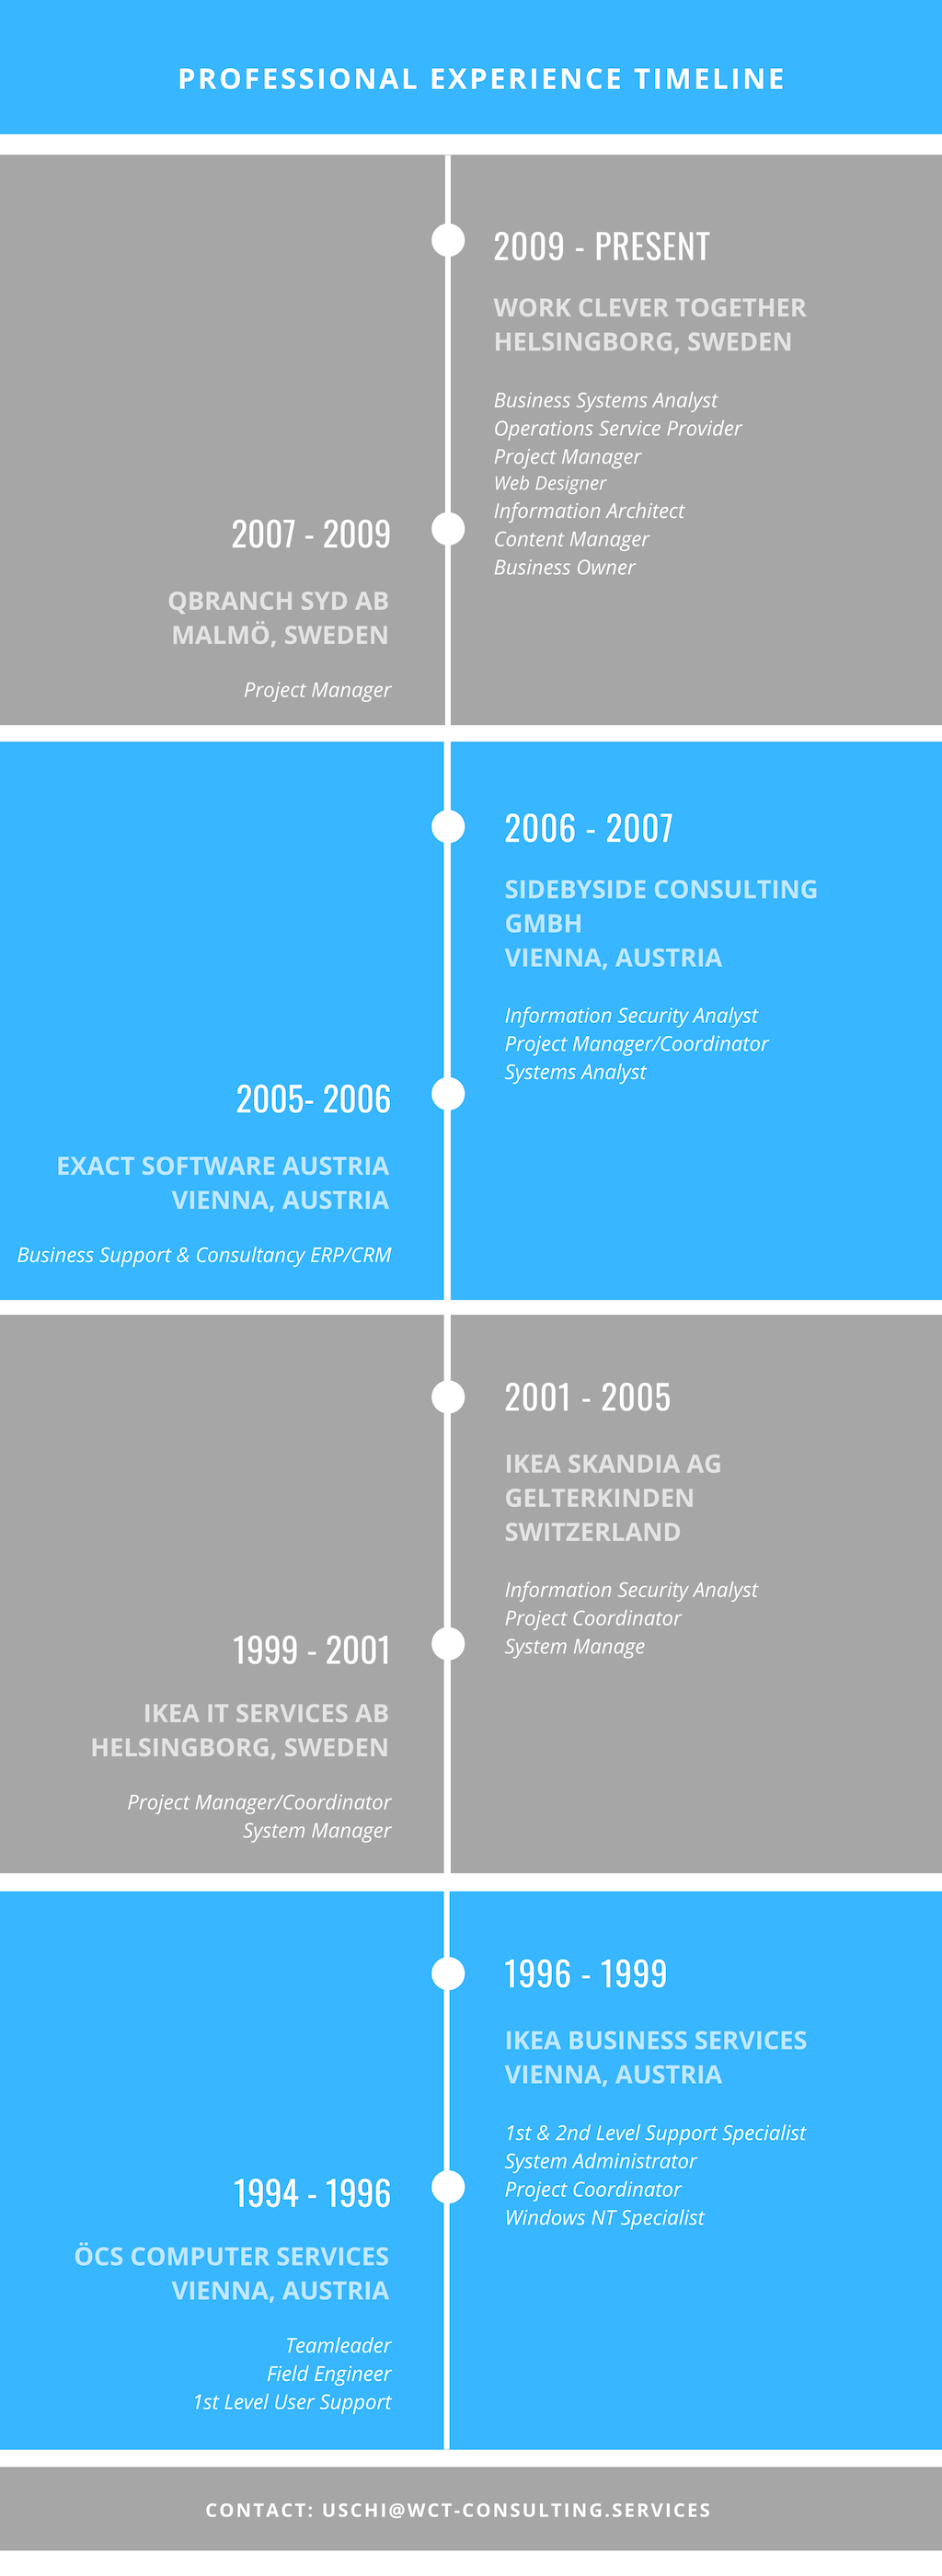 PROFESSIONAL EXPERIENCE TIMELINE
2009 - PRESENT
WORK CLEVER TOGETHER
HELSINGBORG, SWEDEN
Business Systems Analyst
Operations Service Provider
Project Manager
Web Designer
Information Architect
Content Manager
Business Owner
2007 - 2009
QBRANCH SYD AB
MALMÖ, SWEDEN
Project Manager
2006 - 2007
SIDEBYSIDE CONSULTING
GMBH
VIENNA, AUSTRIA
Information Security Analyst
Project Manager/Coordinator
Systems Analyst
2005- 2006
EXACT SOFTWARE AUSTRIA
VIENNA, AUSTRIA
Business Support & Consultancy ERP/CRM
2001 - 2005
IKEA SKANDIA AG
GELTERKINDEN
SWITZERLAND
Information Security Analyst
Project Coordinator
System Manage
1999 - 2001
IKEA IT SERVICES AB
HELSINGBORG, SWEDEN
Project Manager/Coordinator
System Manager
1996 - 1999
IKEA BUSINESS SERVICES
VIENNA, AUSTRIA
1st & 2nd Level Support Specialist
System Administrator
Project Coordinator
Windows NT Specialist
1994 - 1996
ÖCS COMPUTER SERVICES
VIENNA, AUSTRIA
Teamleader
Field Engineer
1st Level User Support
CONTACT: USCHI@WCT-CONSULTING.SERVICES